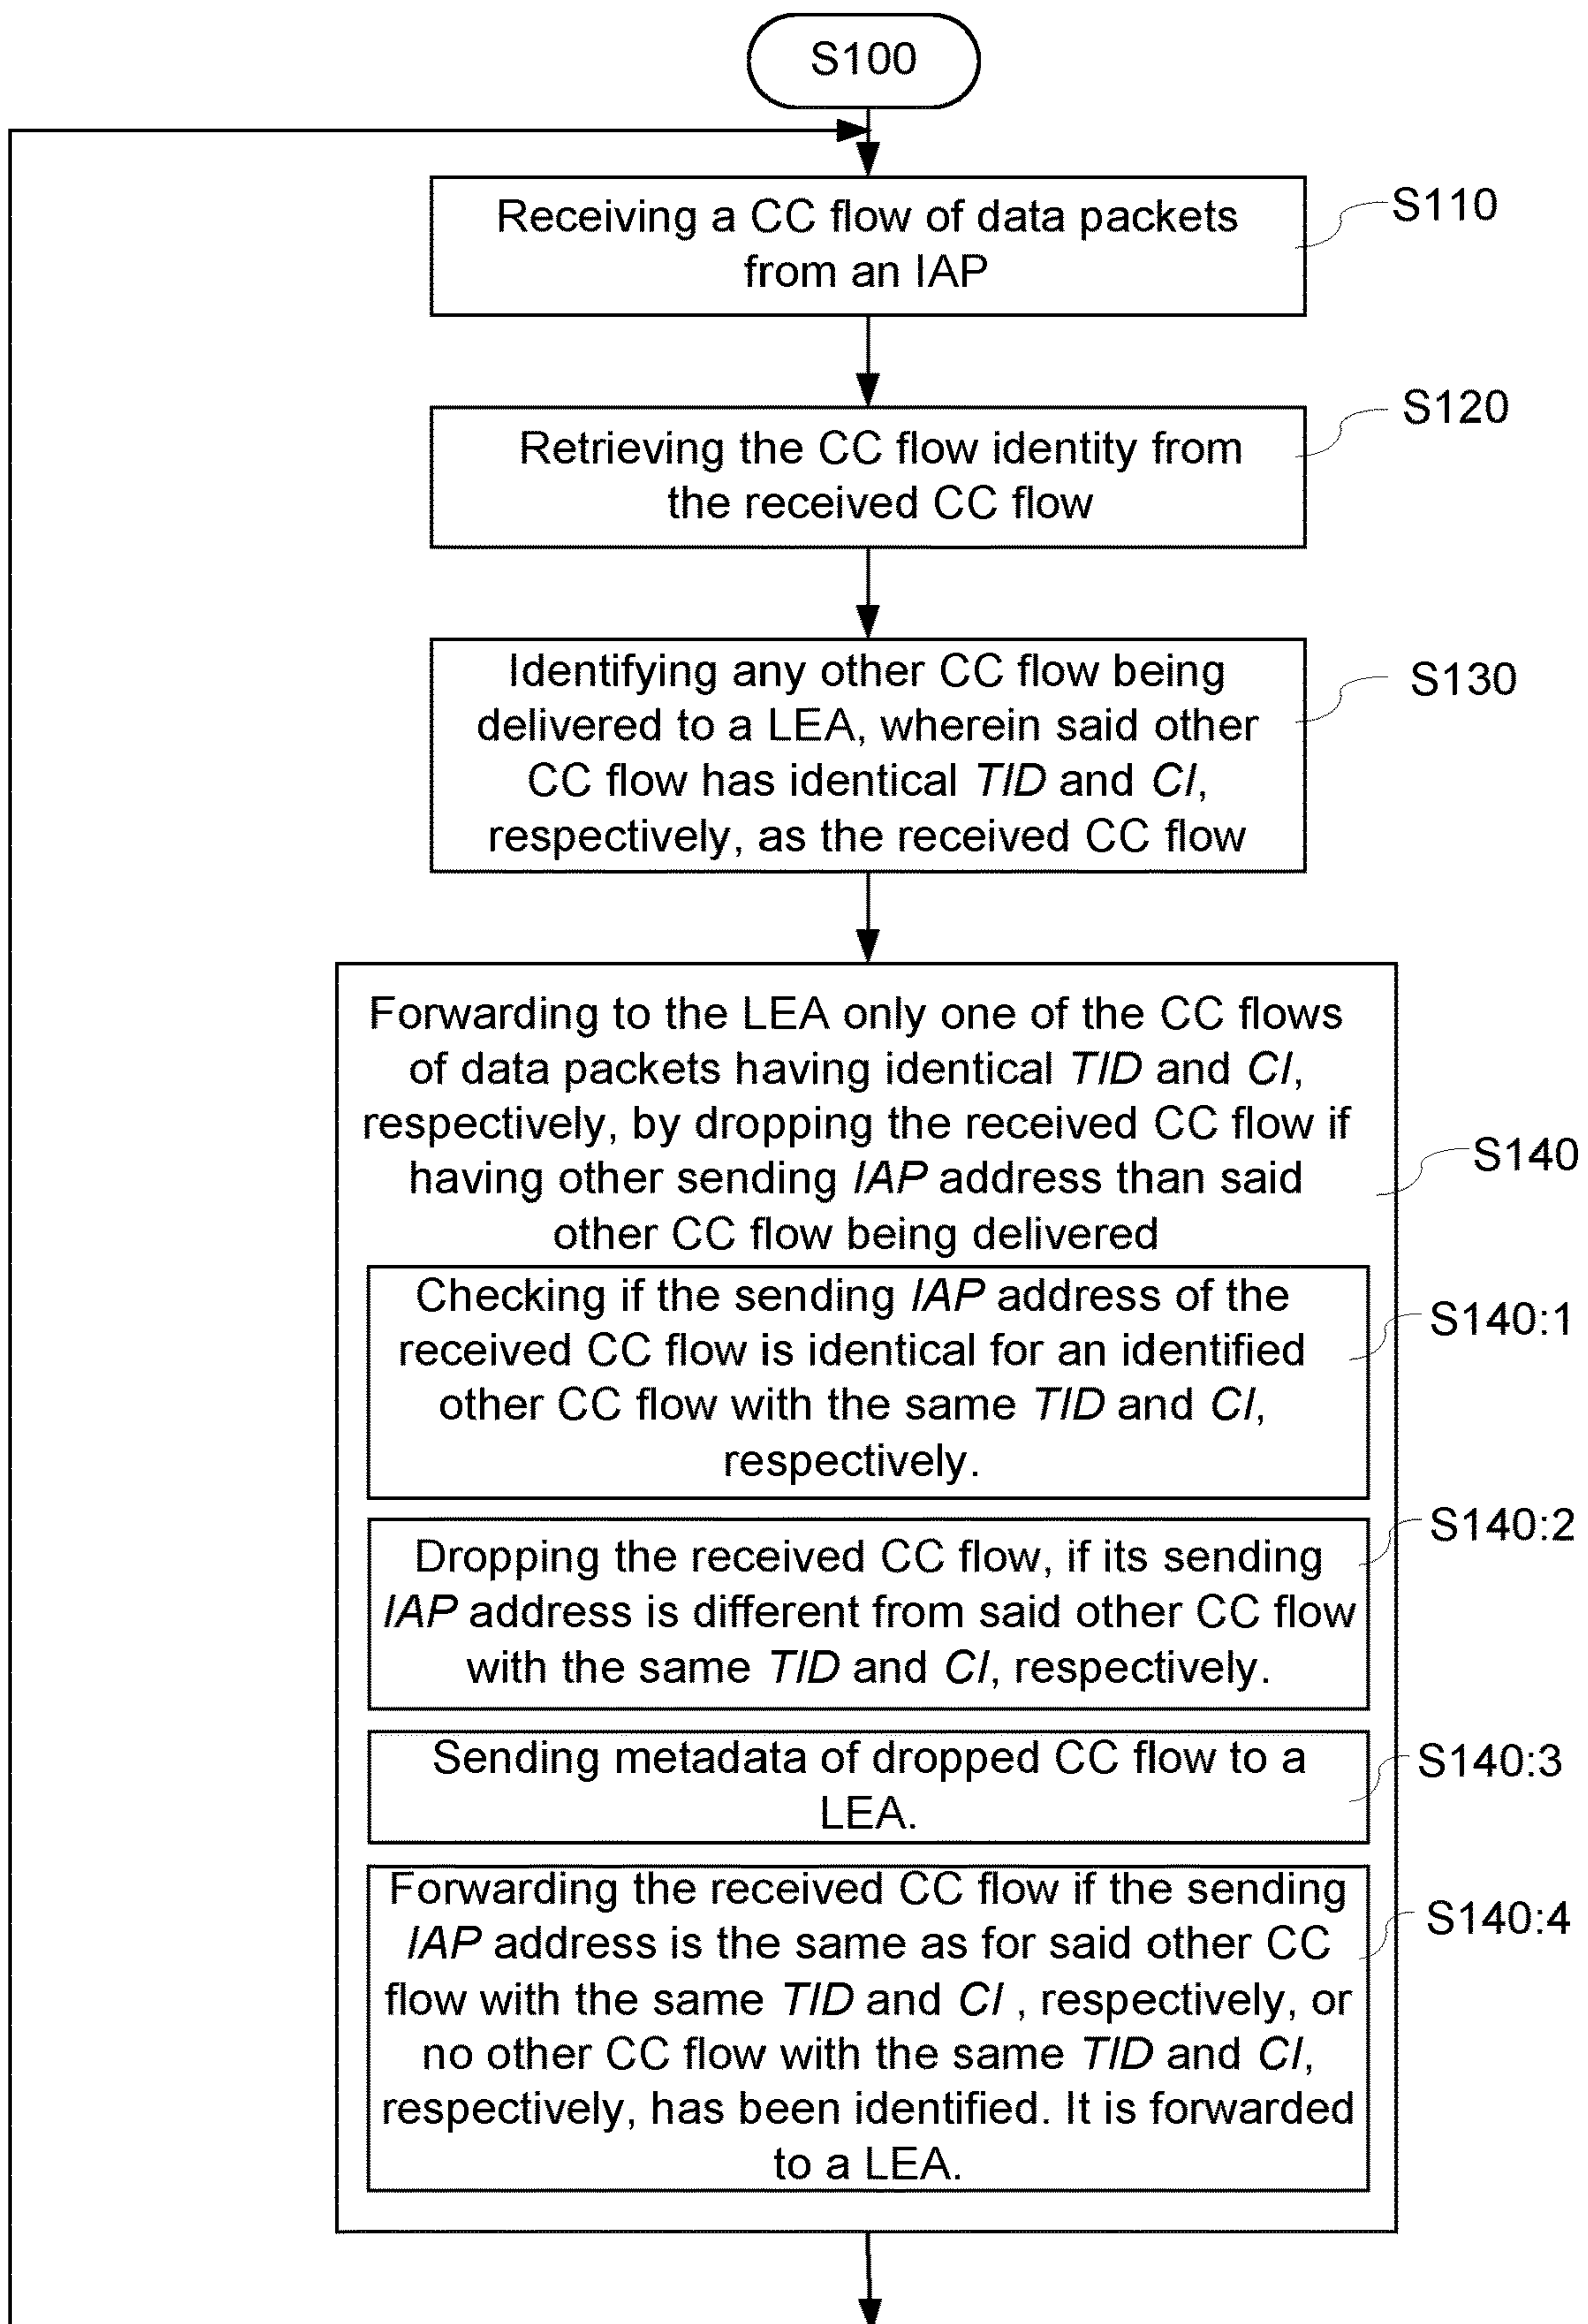 S100
Receiving a CC flow of data packets
from an IAP
S110
Retrieving the CC flow identity from
the received CC flow
S120
Identifying any other CC flow being
delivered to a LEA, wherein said other
CC flow has identical TID and CI,
respectively, as the received CC flow
S130
Forwarding to the LEA only one of the CC flows
of data packets having identical TID and CI,
respectively, by dropping the received CC flow if
having other sending IAP address than said
other CC flow being delivered
S140
Checking if the sending IAP address of the
received CC flow is identical for an identified
other CC flow with the same TID and CI,
respectively.
S140:1
Dropping the received CC flow, if its sending
IAP address is different from said other CC flow
with the same TID and CI, respectively.
S140:2
Sending metadata of dropped CC flow to a
LEA.
S140:3
Forwarding the received CC flow if the sending
IAP address is the same as for said other CC
flow with the same TID and CI , respectively, or
no other CC flow with the same TID and CI,
respectively, has been identified. It is forwarded
to a LEA.
S140:4